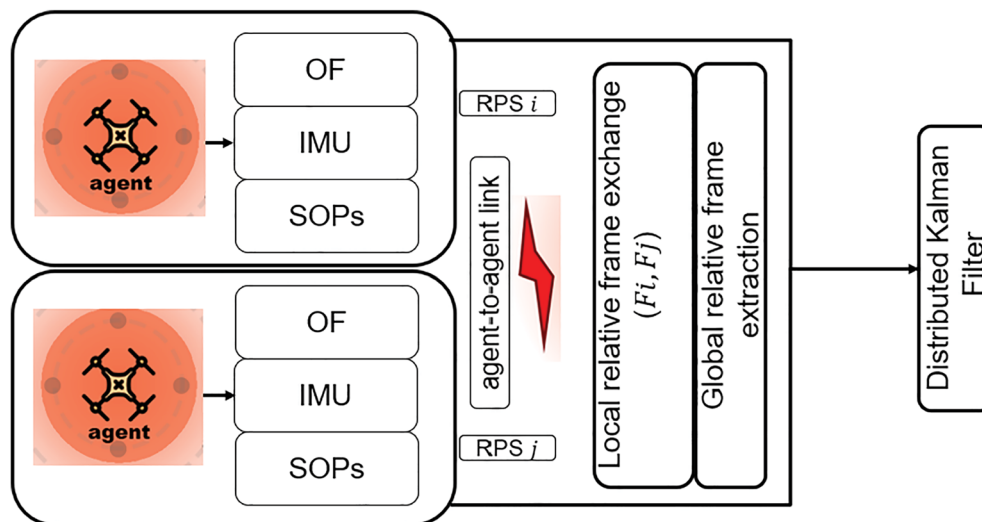 agent
OF
IMU
SOPs
agent
OF
IMU
SOPs
RPS i
agent-to-agent link
RPS j
Local relative frame exchange
(Fi, Fj)
Global relative frame
extraction
Distributed Kalman
Filter